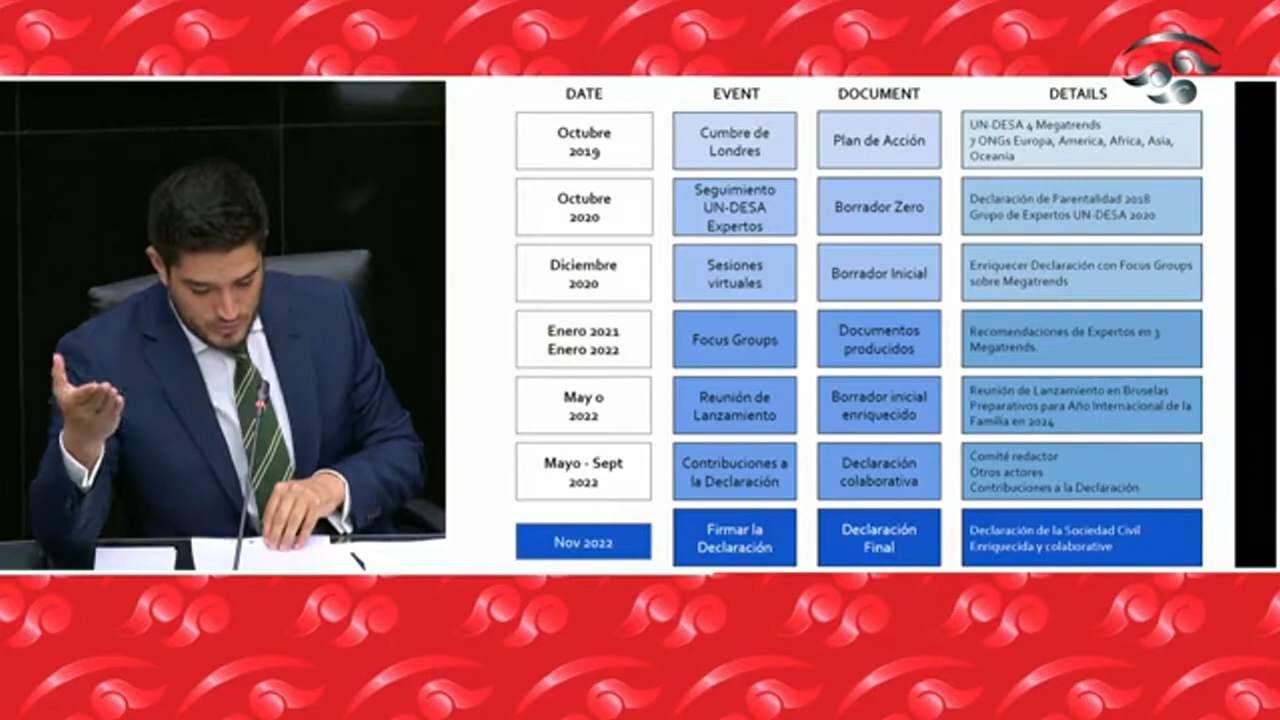 DATE EVENT DOCUMENT DETAILS
Octubre
2019
Cumbre de
Londres
Plan de Acción
UN-DESA 4 Megatrends
7 ONGs Europa, America, Africa, Asia,
Oceania
Octubre
2020
Seguimiento
UN-DESA
Expertos
Borrador Zero
Declaración de Parentalidad 2018
Grupo de Expertos UN-DESA 2020
Diciembre
2020
Sesiones
virtuales
Borrador Inicial
Enriquecer Declaración con Focus Groups
sobre Megatrends
Enero 2021
Enero 2022
Focus Groups
Documentos
producidos
Recomendaciones de Expertos en 3
Megatrends.
May o
2022
Reunión de
Lanzamiento
Borrador inicial
enriquecido
Reunión de Lanzamiento en Bruselas
Preparativos para Año Internacional de la
Familia en 2024
Mayo - Sept
2022
Contribuciones a
la Declaración
Declaración
colaborativa
Comité redactor
Otros actores
Contribuciones a la Declaración
Nov 2022
Firmar la
Declaración
Declaración
Final
Declaración de la Sociedad Civil
Enriquecida y colaborative